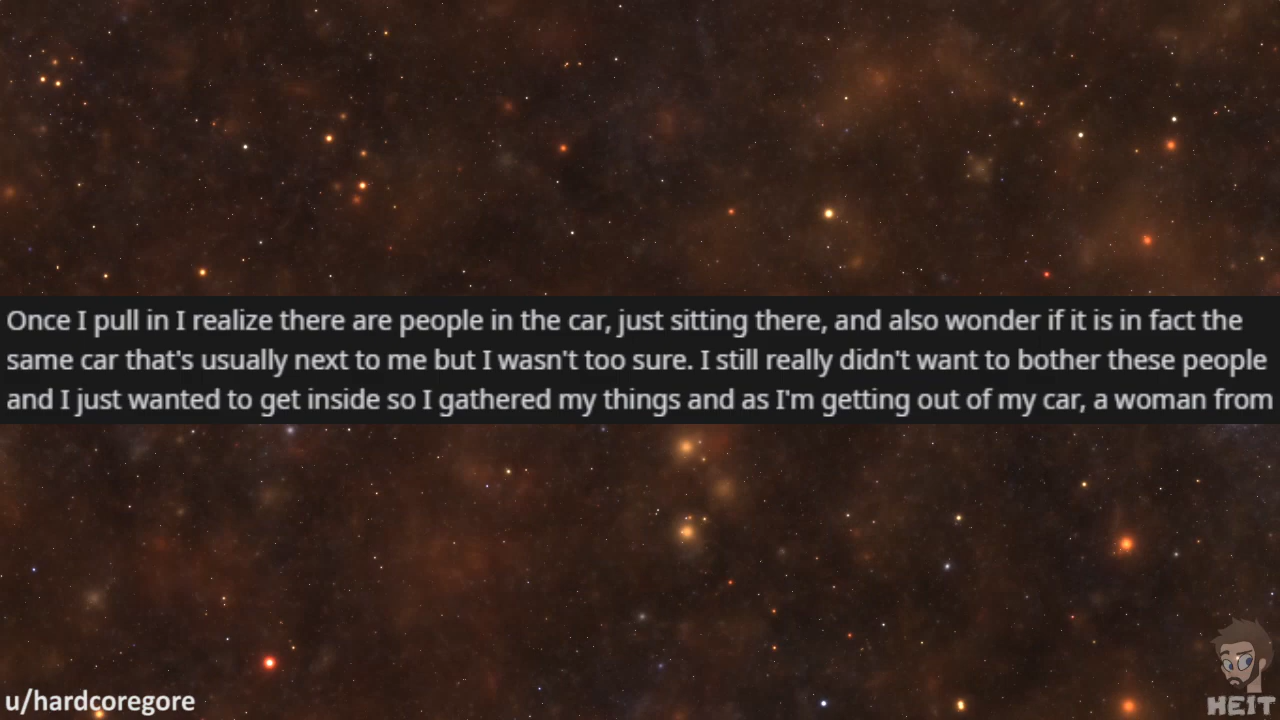 Once I pull in I realize there are people in the car, just sitting there, and also wonder if it is in fact the
same car that's usually next to me but I wasn't too sure. I still really didn't want to bother these people
and I just wanted to get inside so I gathered my things and as I'm getting out of my car, a woman from
u/hardcoregore
HEIT